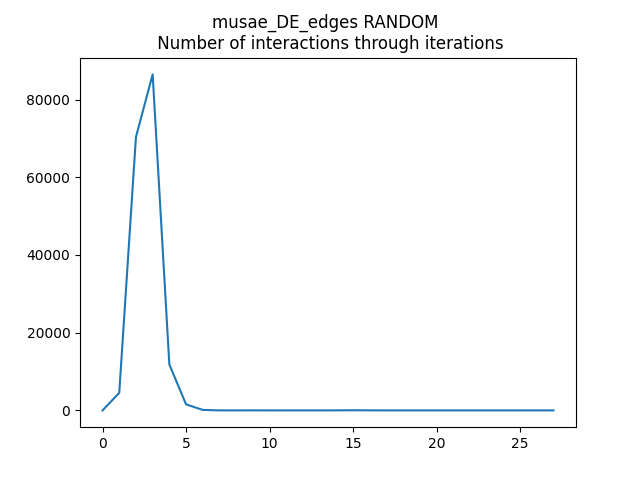 musae_DE_edges RANDOM
Number of interactions through iterations
80000
60000
40000
20000
0
0 5 10 15 20 25